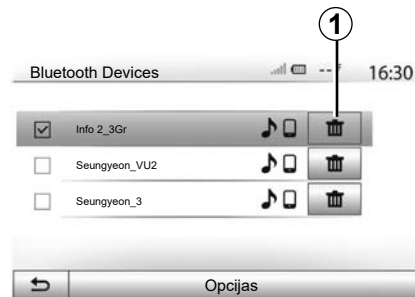 1
Bluetooth Devices -- ° 16:30
Info 2_3Gr
Seungyeon_VU2
Seungyeon_3
Opcijas